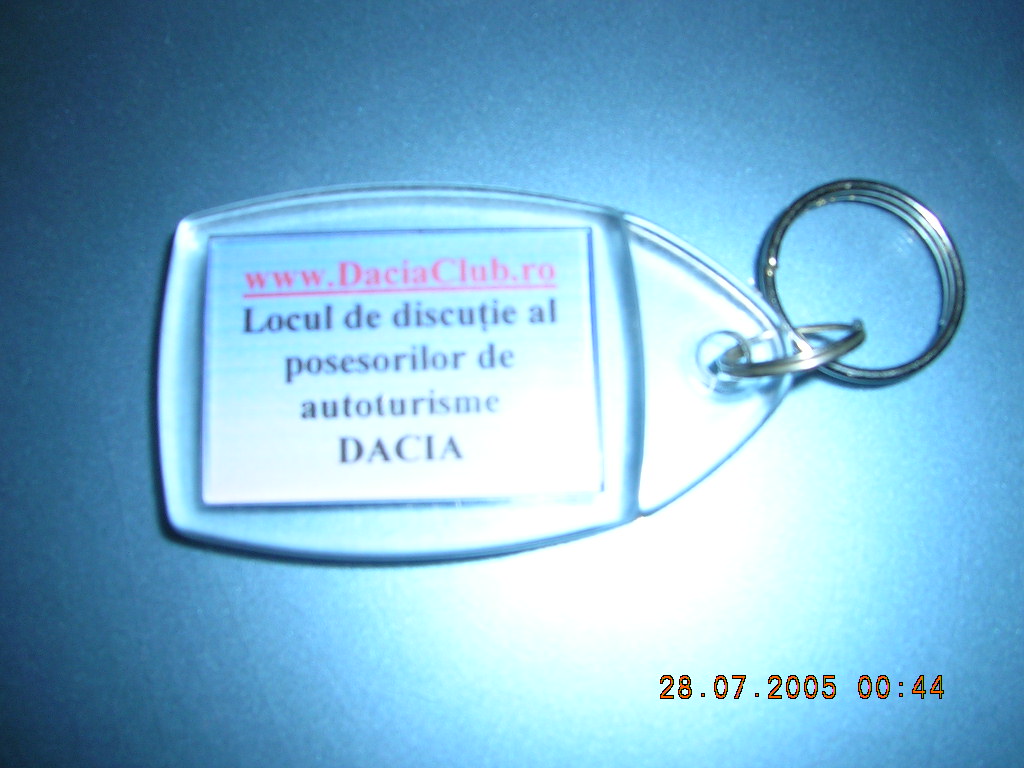 www.DaciaClub.ro
Locul de discuție al
posesorilor de
autoturisme
DACIA
28.07.2005 00:44